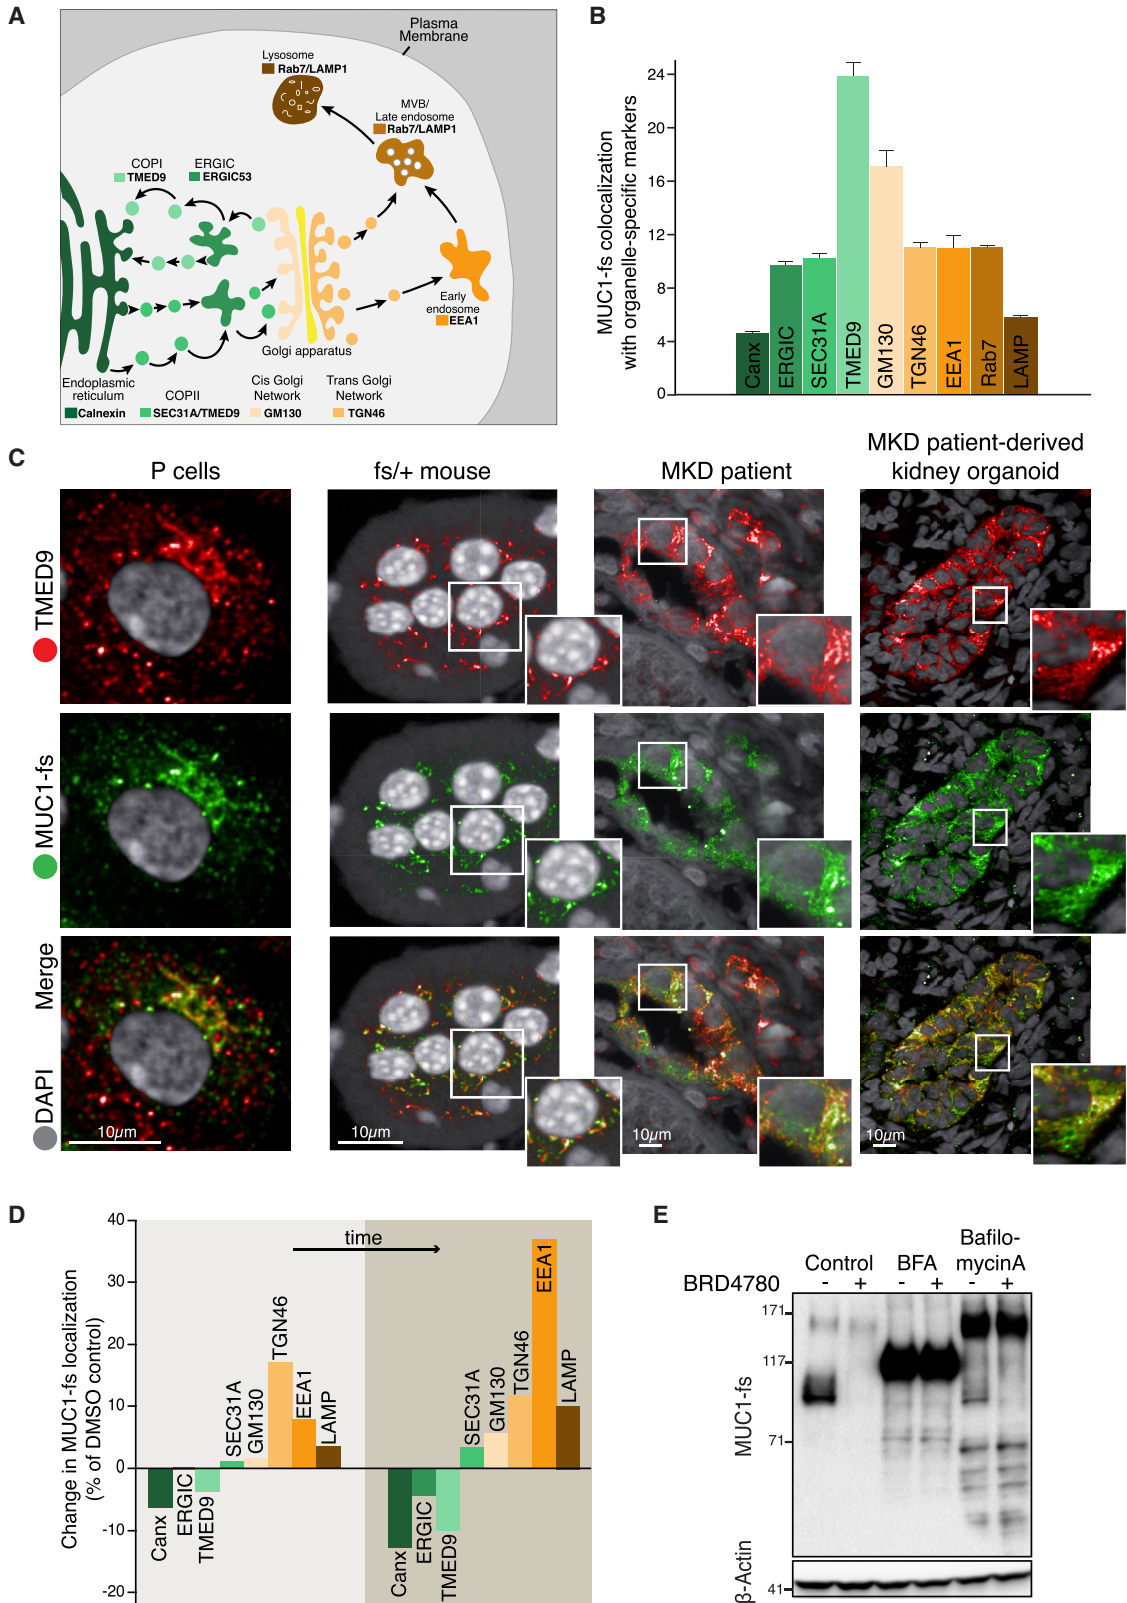 A
Plasma
Membrane
Lysosome
Rab7/LAMP1
MVB/
Late endosome
Rab7/LAMP1
COPI
TMED9
ERGIC
ERGIC53
Early
endosome
EEA1
Golgi apparatus
Endoplasmic
reticulum
Calnexin
COPII
SEC31A/TMED9
Cis Golgi
Network
GM130
Trans Golgi
Network
TGN46
B
MUC1-fs colocalization
with organelle-specific markers
24
20
16
12
8
4
0
Canx
ERGIC
SEC31A
TMED9
GM130
TGN46
EEA1
Rab7
LAMP
C
P cells
fs/+ mouse
MKD patient
MKD patient-derived
kidney organoid
TMED9
MUC1-fs
Merge
DAPI
10µm
10µm
10µm
10µm
D
Change in MUC1-fs localization
(% of DMSO control)
40
30
20
10
0
-10
-20
time
Canx
ERGIC
TMED9
SEC31A
GM130
TGN46
EEA1
LAMP
Canx
ERGIC
TMED9
SEC31A
GM130
TGN46
EEA1
LAMP
E
Control
BFA
Bafilo-
mycinA
BRD4780
- + - + - +
171
117
71
41
MUC1-fs
β-Actin